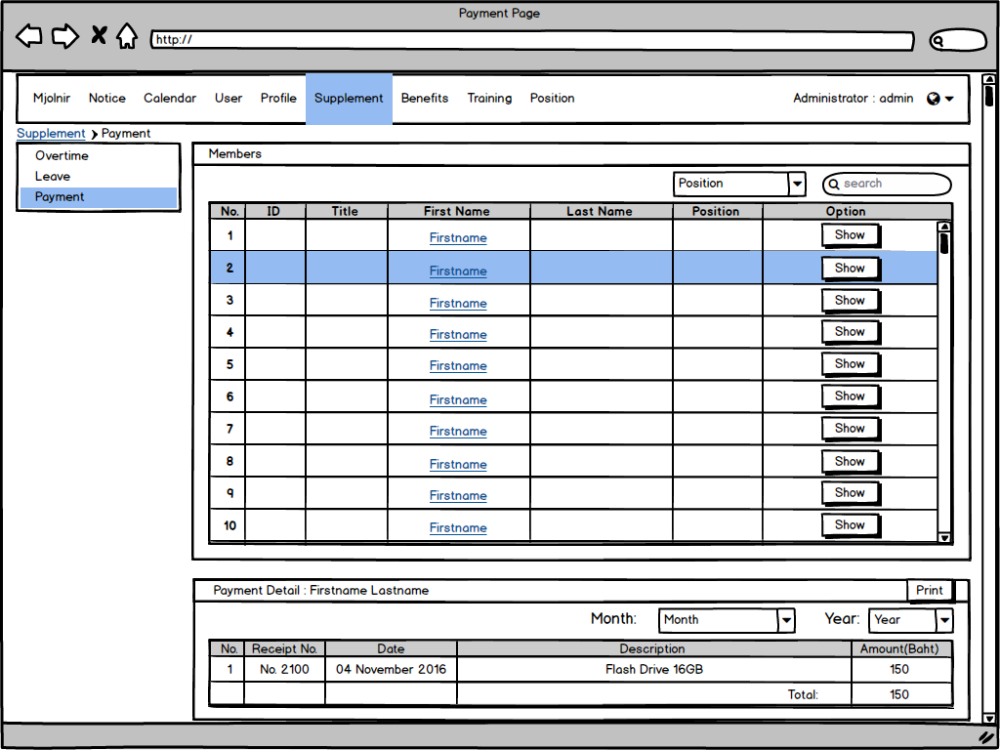 Payment Page
http://
Mjolnir Notice Calendar User Profile Supplement Benefits Training Position Administrator : admin
Supplement Payment
Overtime
Leave
Payment
Members
Position search
No. ID Title First Name Last Name Position Option
1 Firstname Show
2 Firstname Show
3 Firstname Show
4 Firstname Show
5 Firstname Show
6 Firstname Show
7 Firstname Show
8 Firstname Show
9 Firstname Show
10 Firstname Show
Payment Detail : Firstname Lastname Print
Month: Month Year: Year
No. Receipt No. Date Description Amount(Baht)
1 No. 2100 04 November 2016 Flash Drive 16GB 150
Total: 150